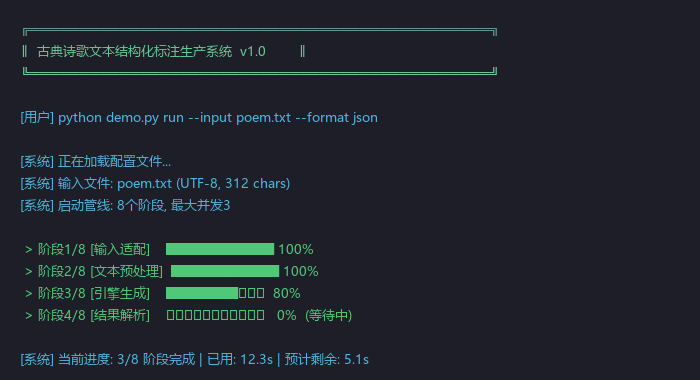 古典诗歌文本结构化标注生产系统 v1.0
[用户] python demo.py run --input poem.txt --format json
[系统] 正在加载配置文件...
[系统] 输入文件: poem.txt (UTF-8, 312 chars)
[系统] 启动管线: 8个阶段, 最大并发3
> 阶段1/8 [输入适配] 100%
> 阶段2/8 [文本预处理] 100%
> 阶段3/8 [引擎生成] 80%
> 阶段4/8 [结果解析] 0% (等待中)
[系统] 当前进度: 3/8 阶段完成 | 已用: 12.3s | 预计剩余: 5.1s